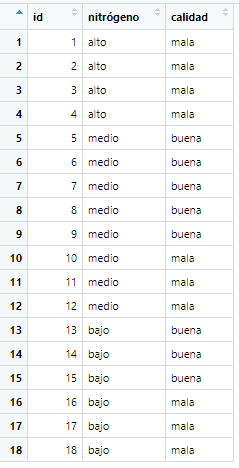 id nitrógeno calidad
1 1 alto mala
2 2 alto mala
3 3 alto mala
4 4 alto mala
5 5 medio buena
6 6 medio buena
7 7 medio buena
8 8 medio buena
9 9 medio buena
10 10 medio mala
11 11 medio mala
12 12 medio mala
13 13 bajo buena
14 14 bajo buena
15 15 bajo buena
16 16 bajo mala
17 17 bajo mala
18 18 bajo mala